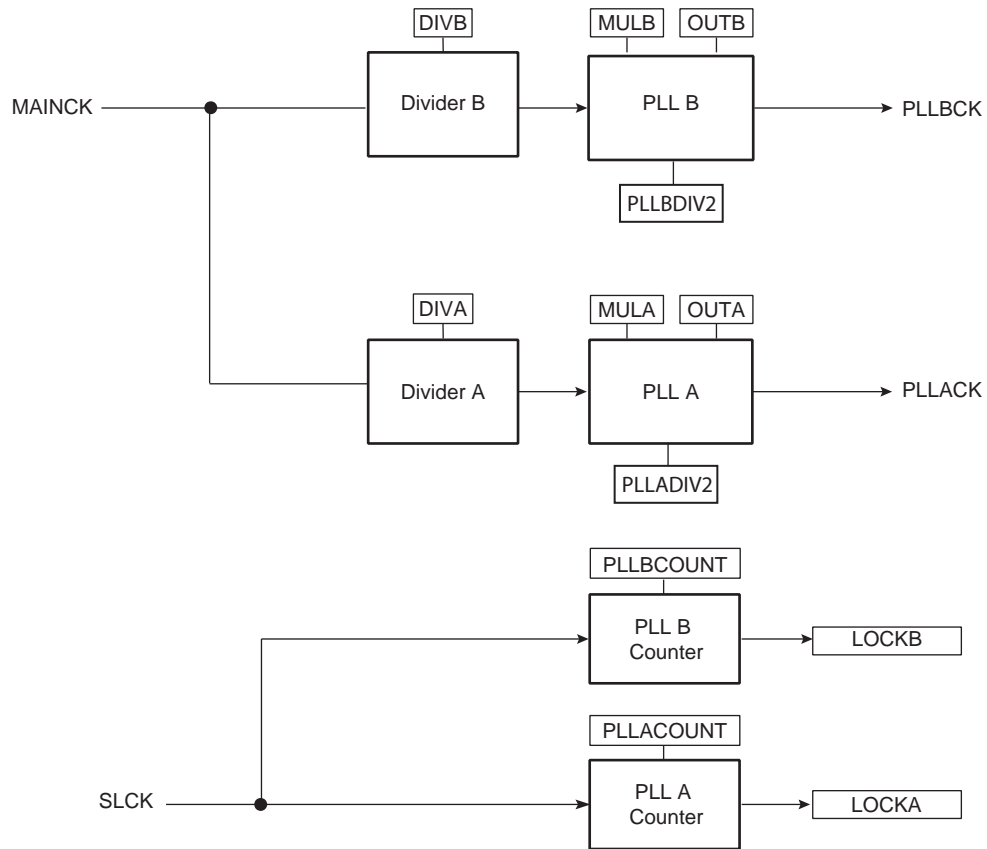 DIVB
MULB
OUTB
MAINCK
Divider B
PLL B
PLLBCK
PLLBDIV2
DIVA
MULA
OUTA
Divider A
PLL A
PLLACK
PLLADIV2
PLLBCOUNT
PLL B
Counter
LOCKB
PLLACOUNT
SLCK
PLL A
Counter
LOCKA